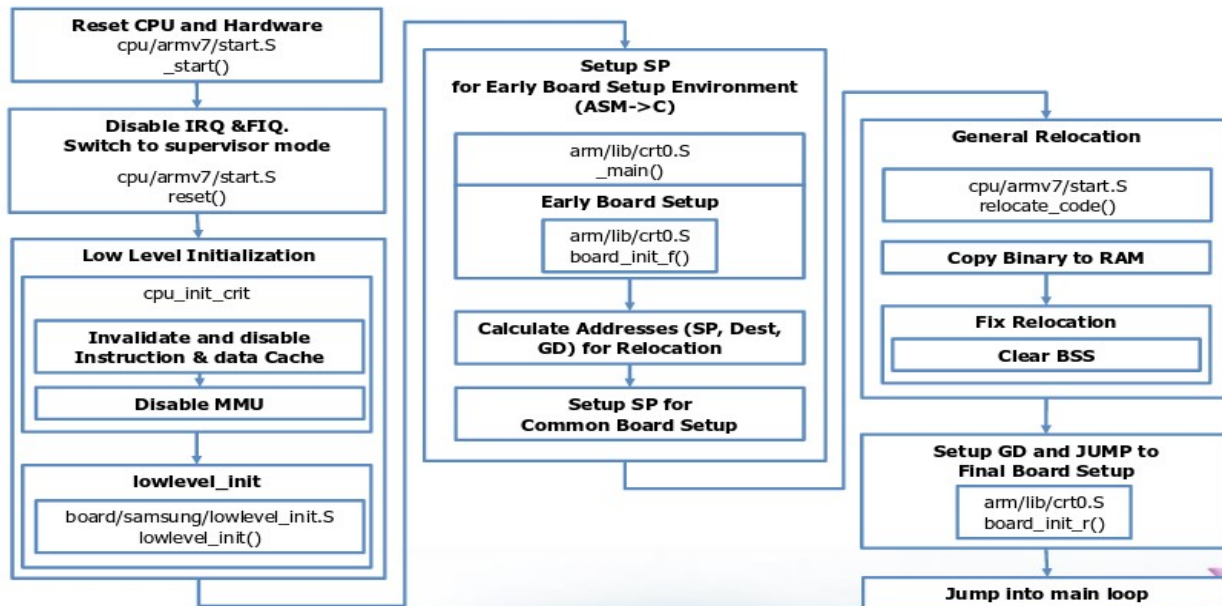 Reset CPU and Hardware
cpu/armv7/start.S
_start()
Disable IRQ &FIQ.
Switch to supervisor mode
cpu/armv7/start.S
reset()
Low Level Initialization
cpu_init_crit
Invalidate and disable
Instruction & data Cache
Disable MMU
lowlevel_init
board/samsung/lowlevel_init.S
lowlevel_init()
Setup SP
for Early Board Setup Environment
(ASM->C)
arm/lib/crt0.S
_main()
Early Board Setup
arm/lib/crt0.S
board_init_f()
Calculate Addresses (SP, Dest,
GD) for Relocation
Setup SP for
Common Board Setup
General Relocation
cpu/armv7/start.S
relocate_code()
Copy Binary to RAM
Fix Relocation
Clear BSS
Setup GD and JUMP to
Final Board Setup
arm/lib/crt0.S
board_init_r()
Jump into main loop